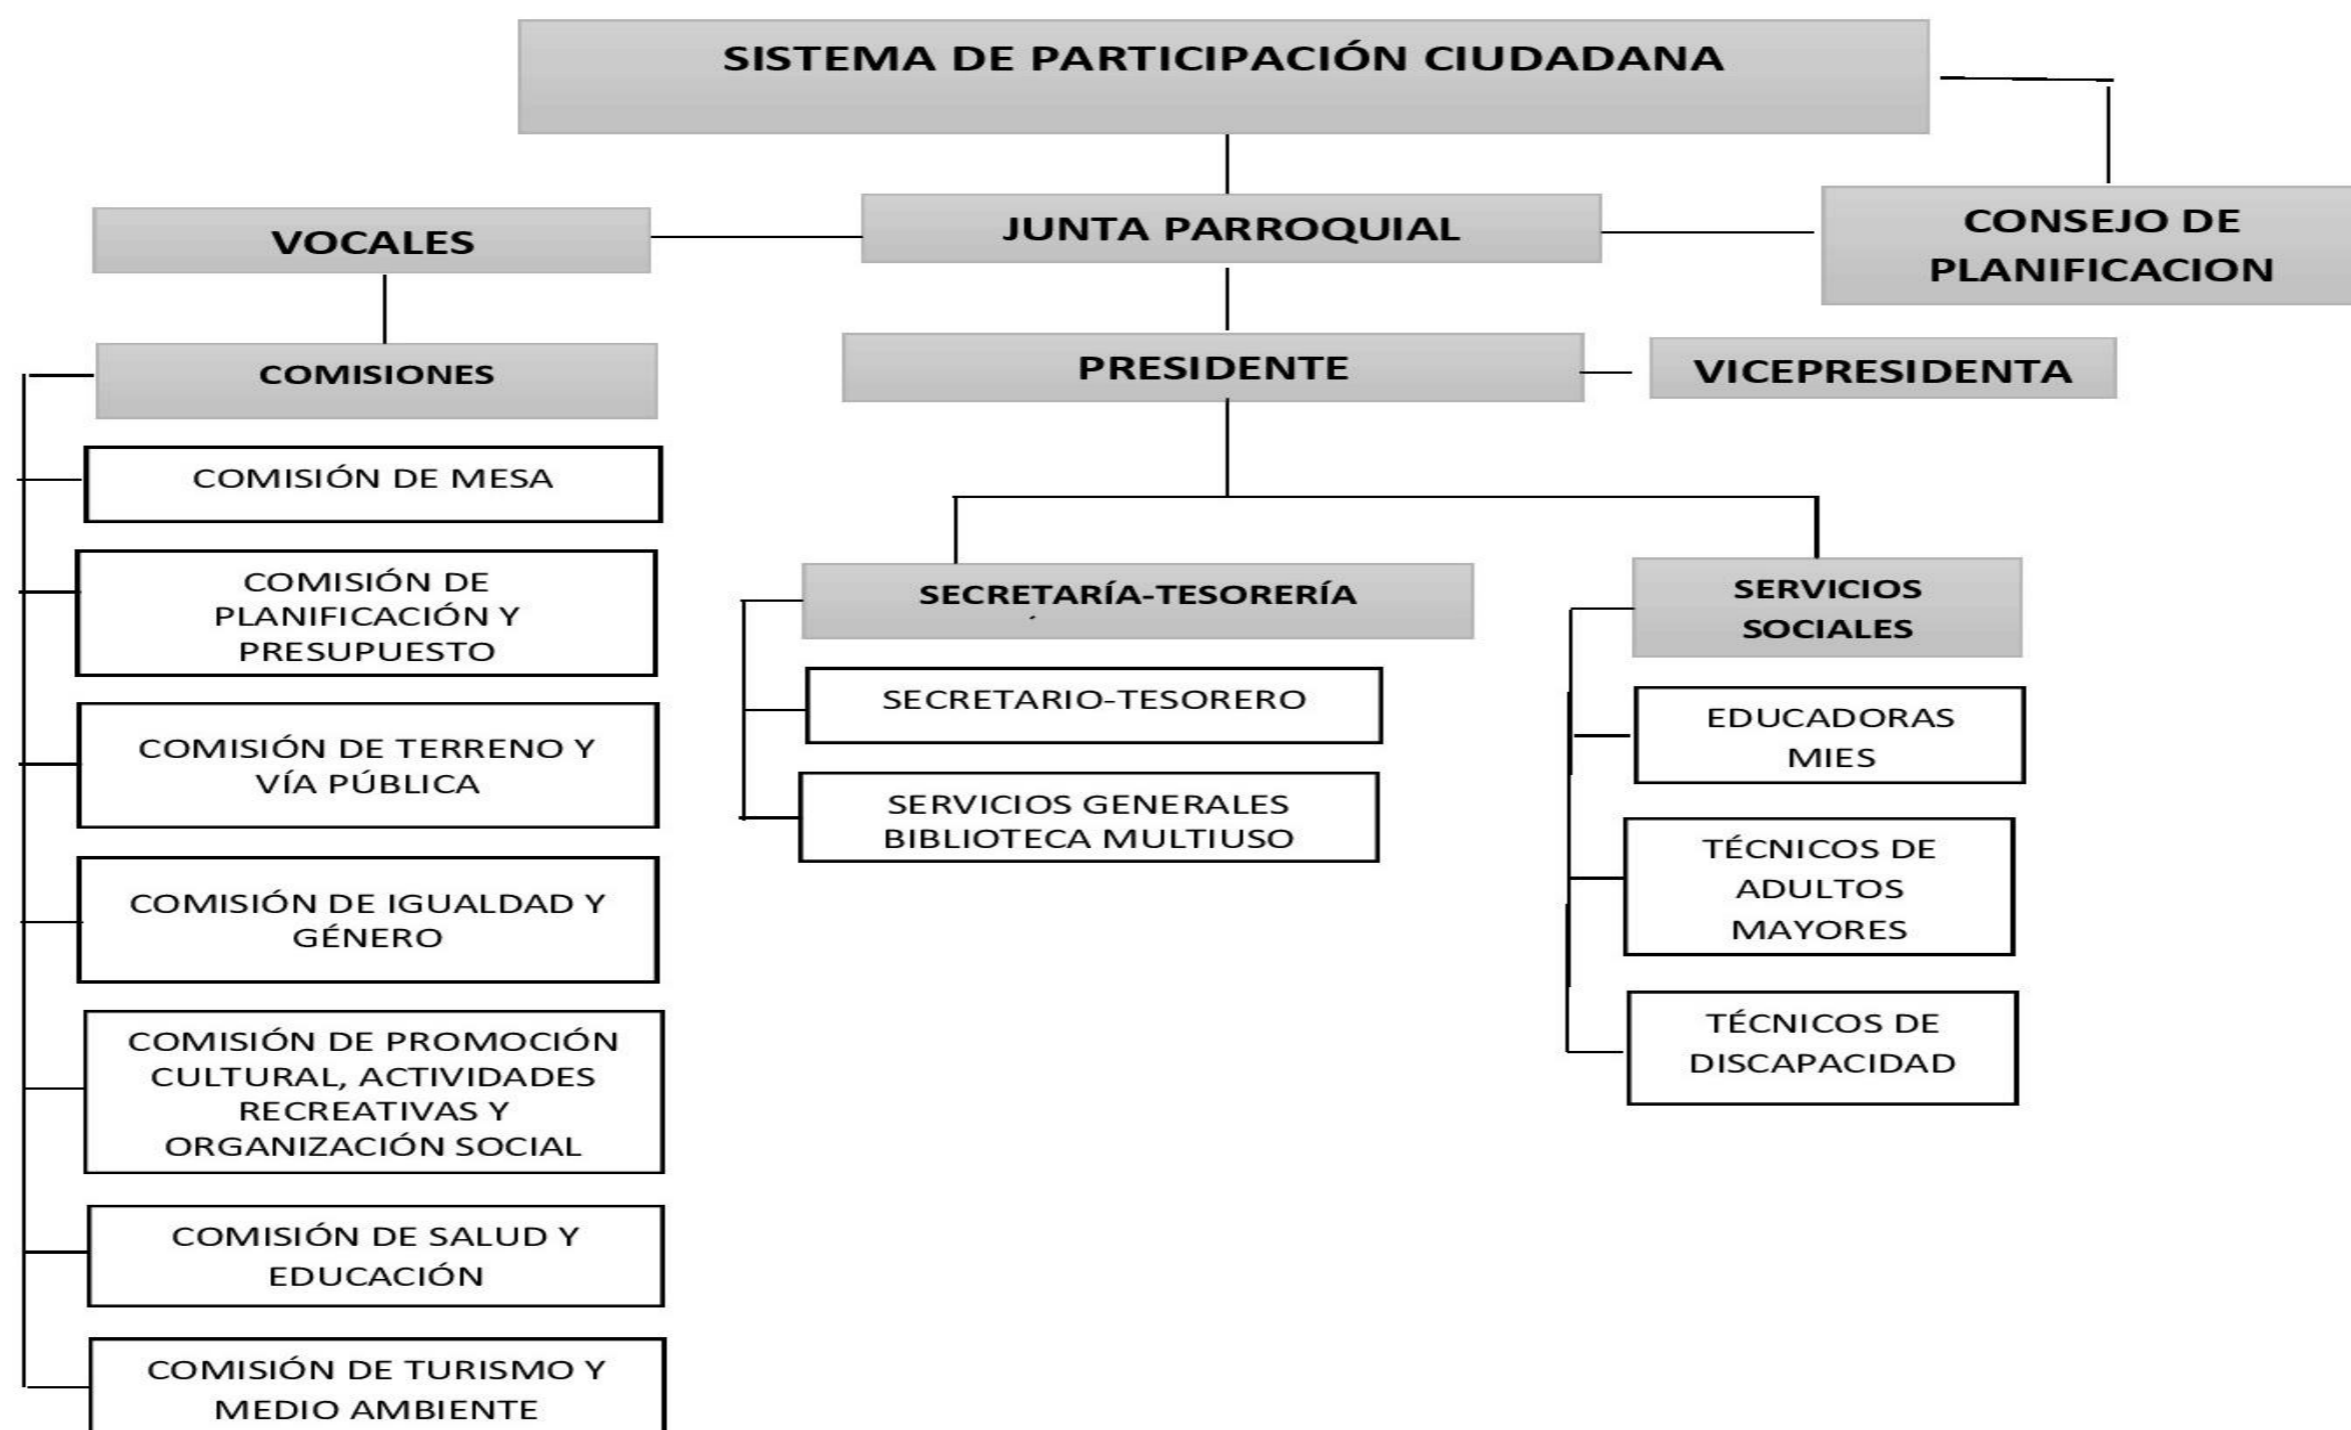 SISTEMA DE PARTICIPACIÓN CIUDADANA
VOCALES
JUNTA PARROQUIAL
CONSEJO DE
PLANIFICACION
COMISIONES
PRESIDENTE
VICEPRESIDENTA
COMISIÓN DE MESA
COMISIÓN DE
PLANIFICACIÓN Y
PRESUPUESTO
COMISIÓN DE TERRENO Y
VÍA PÚBLICA
COMISIÓN DE IGUALDAD Y
GÉNERO
COMISIÓN DE PROMOCIÓN
CULTURAL, ACTIVIDADES
RECREATIVAS Y
ORGANIZACIÓN SOCIAL
COMISIÓN DE SALUD Y
EDUCACIÓN
COMISIÓN DE TURISMO Y
MEDIO AMBIENTE
SECRETARÍA-TESORERÍA
SECRETARIO-TESORERO
SERVICIOS GENERALES
BIBLIOTECA MULTIUSO
SERVICIOS
SOCIALES
EDUCADORAS
MIES
TÉCNICOS DE
ADULTOS
MAYORES
TÉCNICOS DE
DISCAPACIDAD